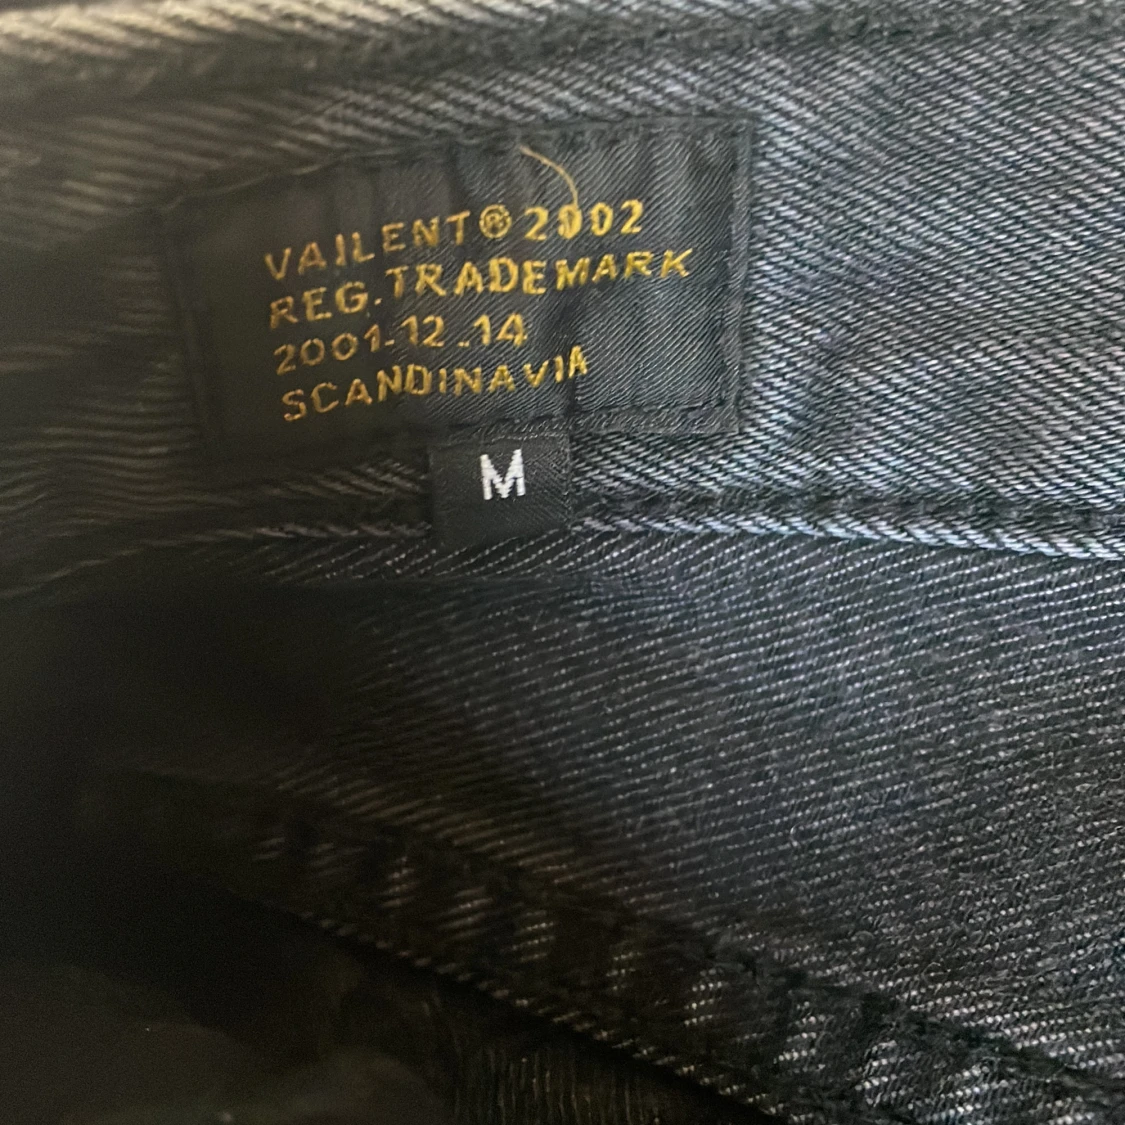 VAILENT®2002
REG.TRADEMARK
2001.12.14
SCANDINAVIA
M